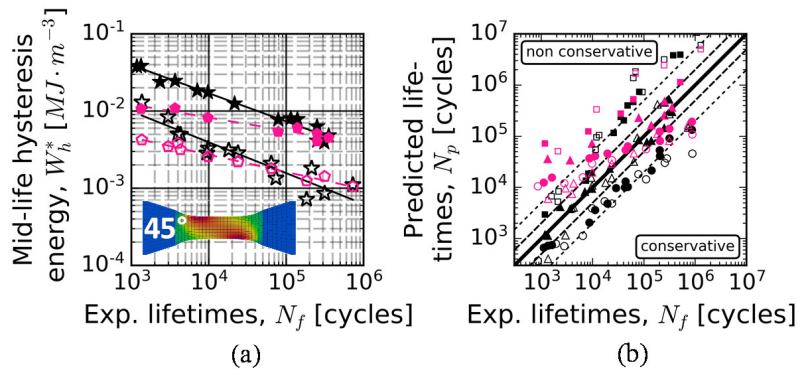 Mid-life hysteresis
energy, $W_h^*$ [$MJ \cdot m^{-3}$]
10^-1
10^-2
10^-3
10^-4
45°
10^3 10^4 10^5 10^6
Exp. lifetimes, $N_f$ [cycles]
(a)
Predicted life-
times, $N_p$ [cycles]
10^7
10^6
10^5
10^4
10^3
non conservative
conservative
10^3 10^4 10^5 10^6 10^7
Exp. lifetimes, $N_f$ [cycles]
(b)